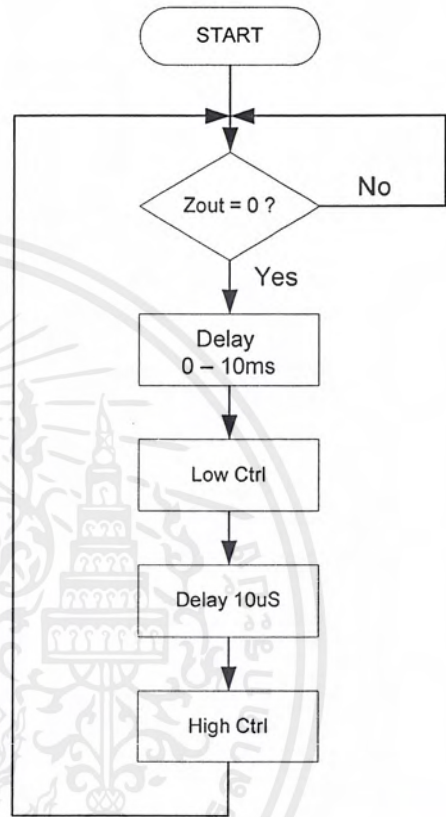 START
Zout = 0 ?
No
Yes
Delay
0 – 10ms
Low Ctrl
Delay 10uS
High Ctrl